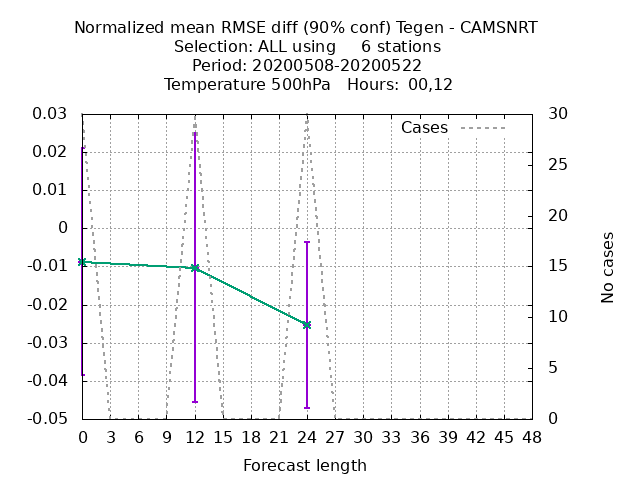 Normalized mean RMSE diff (90% conf) Tegen - CAMSNRT
Selection: ALL using     6 stations
Period: 20200508-20200522
Temperature 500hPa   Hours: 00,12
Cases
0.03
0.02
0.01
0
-0.01
-0.02
-0.03
-0.04
-0.05
30
25
20
15
10
5
0
No cases
0 3 6 9 12 15 18 21 24 27 30 33 36 39 42 45 48
Forecast length